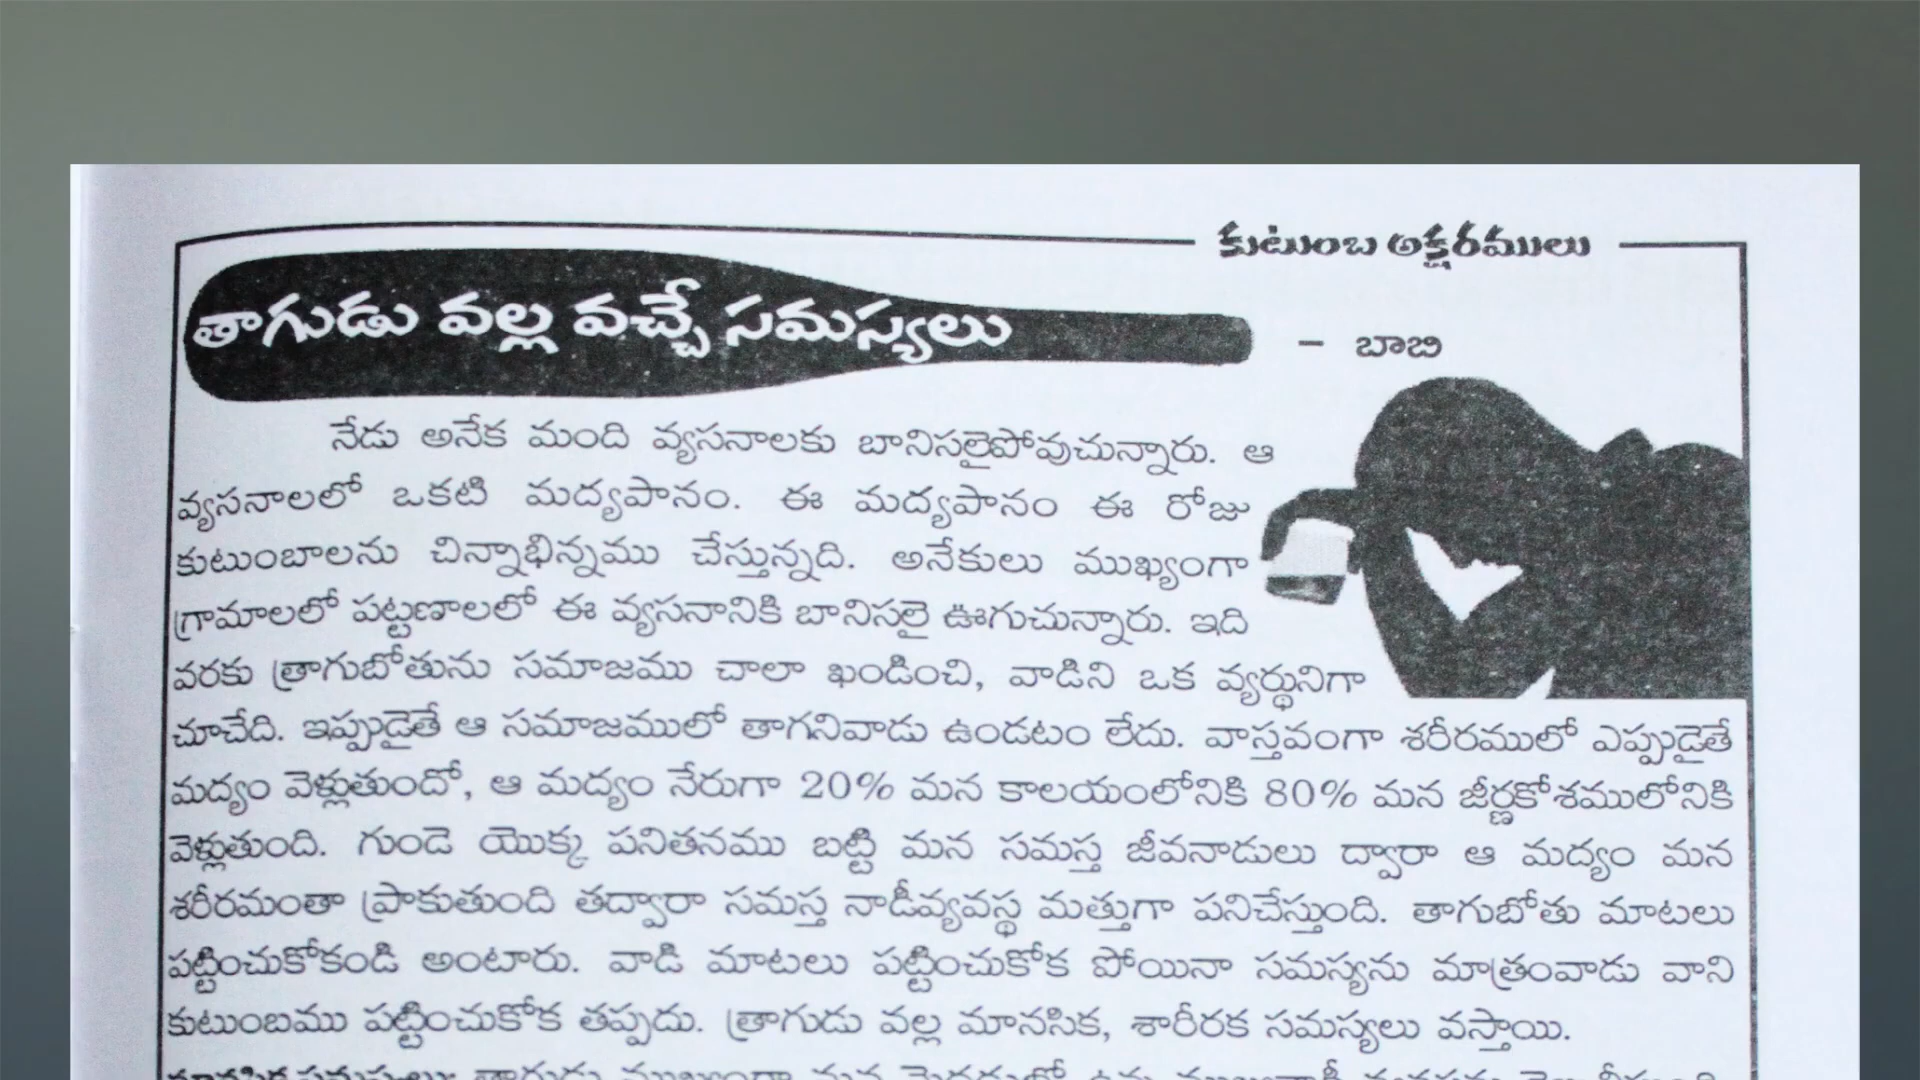 కుటుంబ అక్షరములు
తాగుడు వల్ల వచ్చే సమస్యలు
- బాబి
నేడు అనేక మంది వ్యసనాలకు బానిసలైపోవుచున్నారు. ఆ
వ్యసనాలలో ఒకటి మద్యపానం. ఈ మద్యపానం ఈ రోజు
కుటుంబాలను చిన్నాభిన్నము చేస్తున్నది. అనేకులు ముఖ్యంగా
గ్రామాలలో పట్టణాలలో ఈ వ్యసనానికి బానిసలై ఊగుచున్నారు. ఇది
వరకు త్రాగుబోతును సమాజము చాలా ఖండించి, వాడిని ఒక వ్యర్థునిగా
చూచేది. ఇప్పుడైతే ఆ సమాజములో తాగనివాడు ఉండటం లేదు. వాస్తవంగా శరీరములో ఎప్పుడైతే
మద్యం వెళ్లుతుందో, ఆ మద్యం నేరుగా 20% మన కాలయంలోనికి 80% మన జీర్ణకోశములోనికి
వెళ్లుతుంది. గుండె యొక్క పనితనము బట్టి మన సమస్త జీవనాడులు ద్వారా ఆ మద్యం మన
శరీరమంతా ప్రాకుతుంది తద్వారా సమస్త నాడీవ్యవస్థ మత్తుగా పనిచేస్తుంది. తాగుబోతు మాటలు
పట్టించుకోకండి అంటారు. వాడి మాటలు పట్టించుకోక పోయినా సమస్యను మాత్రంవాడు వాని
కుటుంబము పట్టించుకోక తప్పదు. త్రాగుడు వల్ల మానసిక, శారీరక సమస్యలు వస్తాయి.